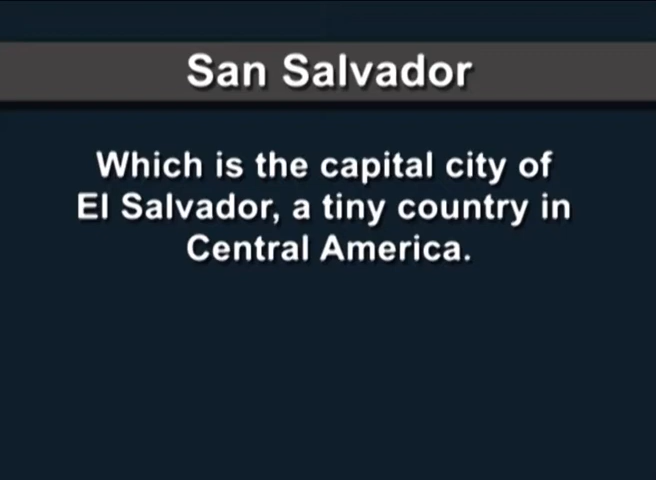 San Salvador
Which is the capital city of
El Salvador, a tiny country in
Central America.